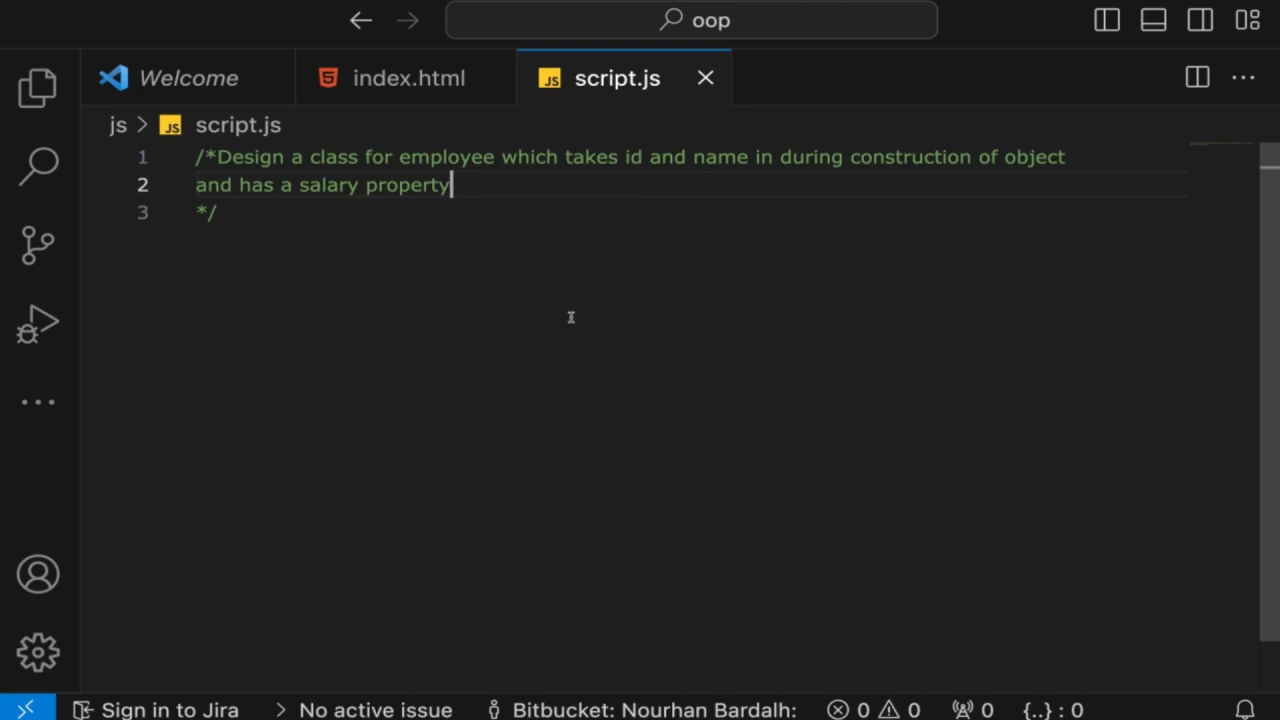 oop
Welcome
index.html
script.js
js > JS script.js
1 /*Design a class for employee which takes id and name in during construction of object
2 and has a salary property
3 */
Sign in to Jira
No active issue
Bitbucket: Nourhan Bardalh:
0 0
0
{..} : 0